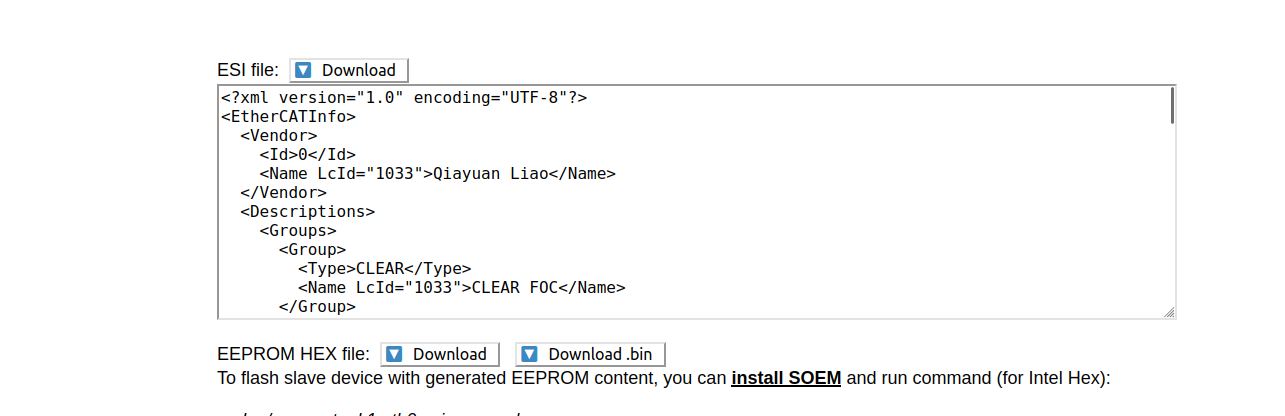 ESI file: Download
<?xml version="1.0" encoding="UTF-8"?>
<EtherCATInfo>
<Vendor>
<Id>0</Id>
<Name LcId="1033">Qiayuan Liao</Name>
</Vendor>
<Descriptions>
<Groups>
<Group>
<Type>CLEAR</Type>
<Name LcId="1033">CLEAR FOC</Name>
</Group>
EEPROM HEX file: Download Download .bin
To flash slave device with generated EEPROM content, you can install SOEM and run command (for Intel Hex):